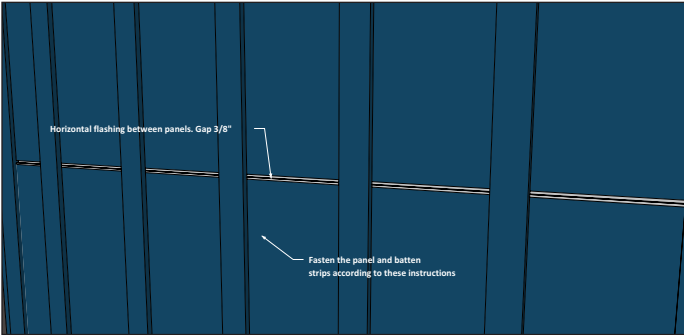 Horizontal flashing between panels. Gap 3/8"
Fasten the panel and batten
strips according to these instructions